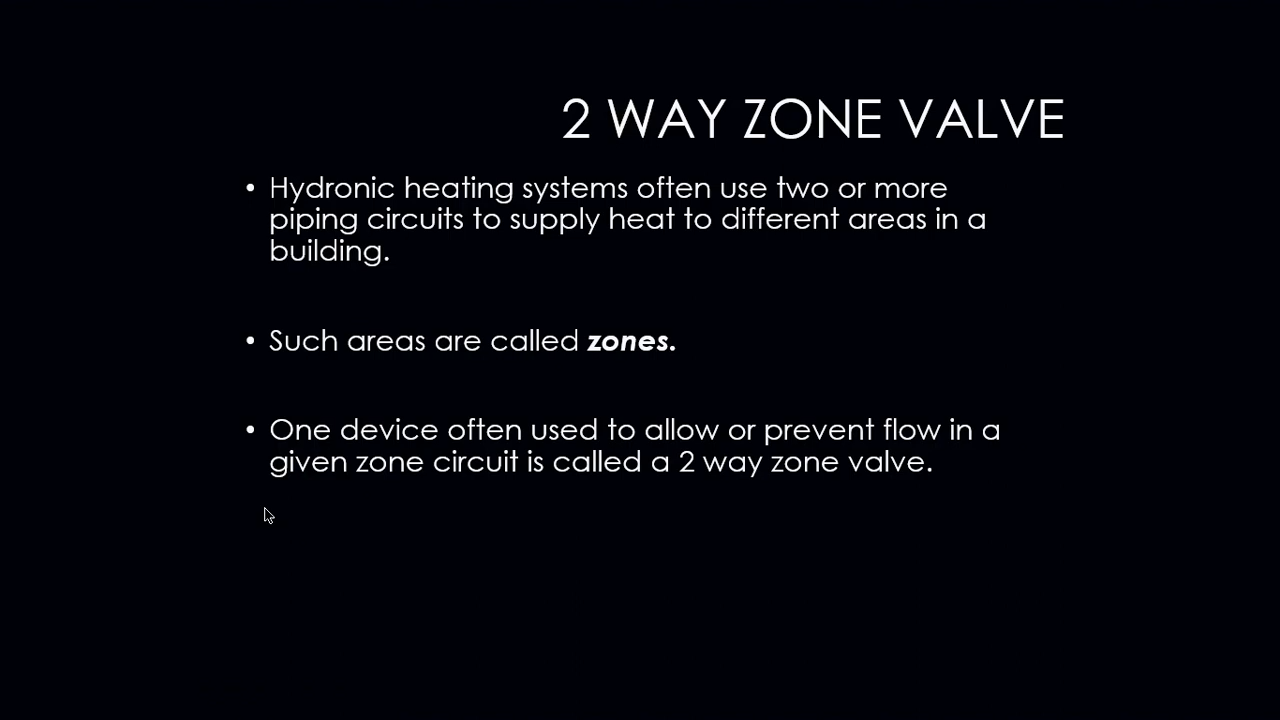 2 WAY ZONE VALVE
• Hydronic heating systems often use two or more
piping circuits to supply heat to different areas in a
building.
• Such areas are called zones.
• One device often used to allow or prevent flow in a
given zone circuit is called a 2 way zone valve.